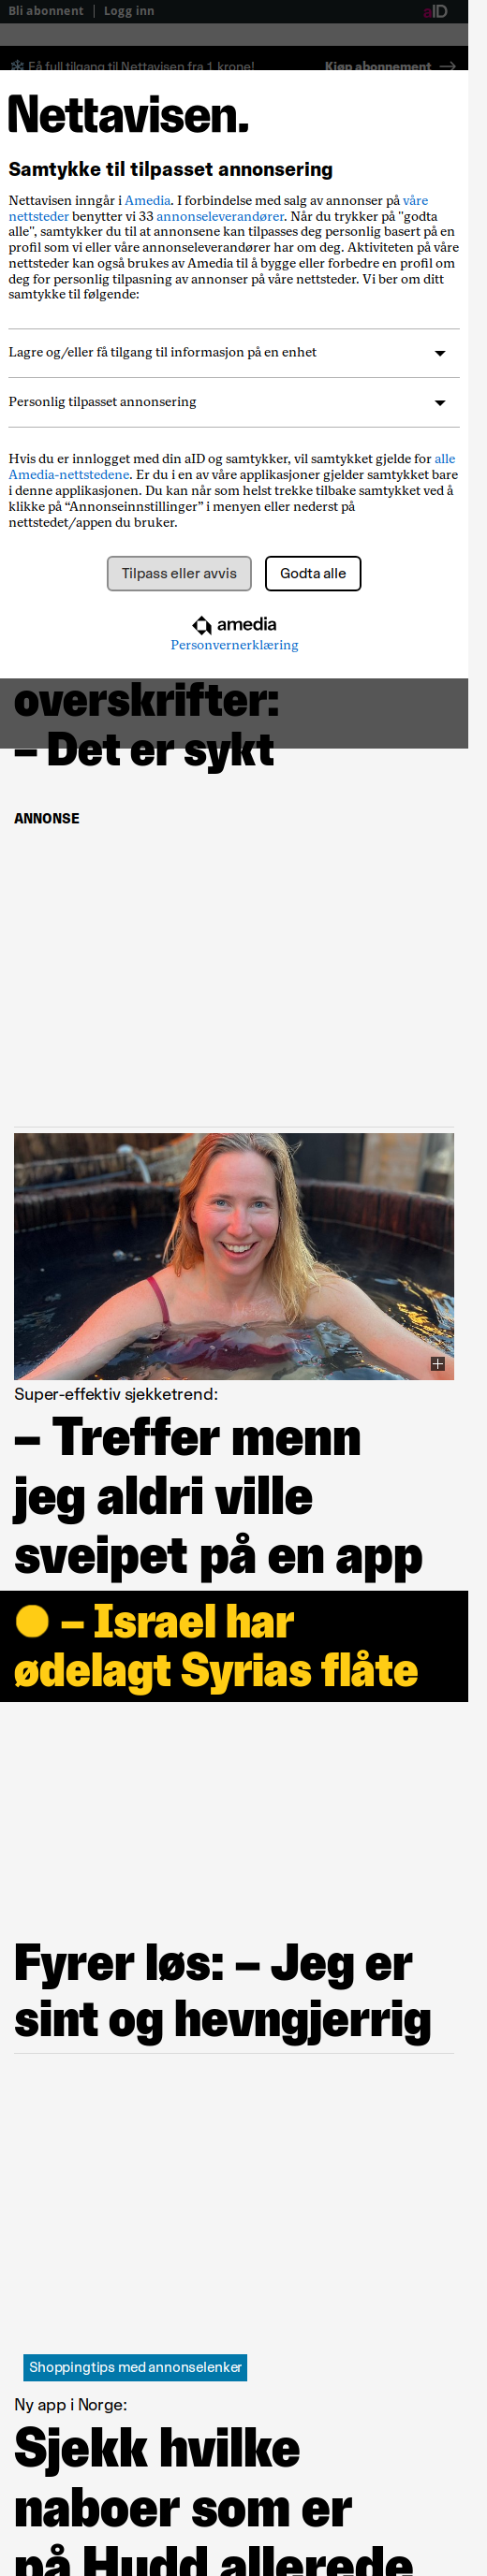 Bli abonnent
Logg inn
aID
Få full tilgang til Nettavisen fra 1 krone!
Kjøp abonnement
Nettavisen.
Samtykke til tilpasset annonsering
Nettavisen inngår i Amedia. I forbindelse med salg av annonser på våre
nettsteder benytter vi 33 annonseleverandører. Når du trykker på "godta
alle", samtykker du til at annonsene kan tilpasses deg personlig basert på en
profil som vi eller våre annonseleverandører har om deg. Aktiviteten på våre
nettsteder kan også brukes av Amedia til å bygge eller forbedre en profil om
deg for personlig tilpasning av annonser på våre nettsteder. Vi ber om ditt
samtykke til følgende:
Lagre og/eller få tilgang til informasjon på en enhet
Personlig tilpasset annonsering
Hvis du er innlogget med din aID og samtykker, vil samtykket gjelde for alle
Amedia-nettstedene. Er du i en av våre applikasjoner gjelder samtykket bare
i denne applikasjonen. Du kan når som helst trekke tilbake samtykket ved å
klikke på “Annonseinnstillinger” i menyen eller nederst på
nettstedet/appen du bruker.
Tilpass eller avvis
Godta alle
amedia
Personvernerklæring
overskrifter:
– Det er sykt
ANNONSE
Super-effektiv sjekketrend:
– Treffer menn
jeg aldri ville
sveipet på en app
– Israel har
ødelagt Syrias flåte
Fyrer løs: – Jeg er
sint og hevngjerrig
Shoppingtips med annonselenker
Ny app i Norge:
Sjekk hvilke
naboer som er
på Hudd allerede